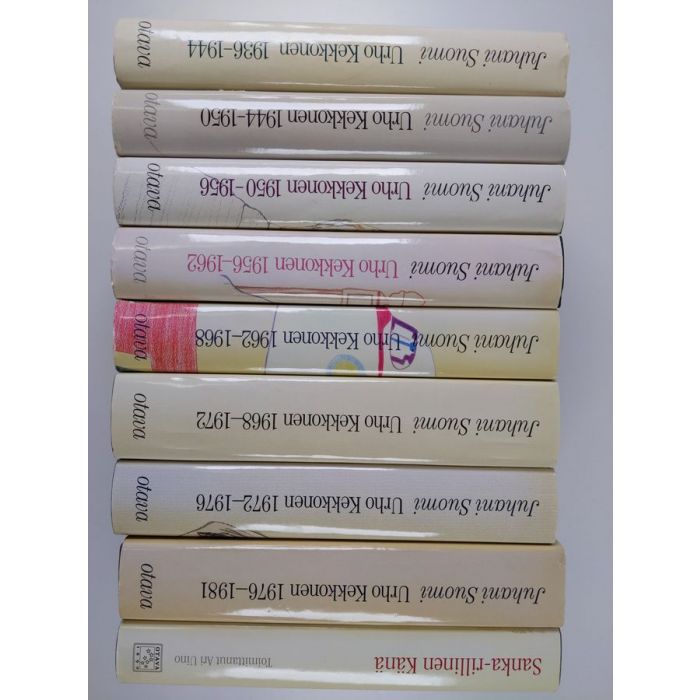 Juhani Suomi Urho Kekkonen 1936–1944 otava
Juhani Suomi Urho Kekkonen 1944–1950 otava
Juhani Suomi Urho Kekkonen 1950–1956 otava
Juhani Suomi Urho Kekkonen 1956–1962 otava
Juhani Suomi Urho Kekkonen 1962–1968 otava
Juhani Suomi Urho Kekkonen 1968–1972 otava
Juhani Suomi Urho Kekkonen 1972–1976 otava
Juhani Suomi Urho Kekkonen 1976–1981 otava
Sanka-rillinen Känä Toimittanut Ari Uino OTAVA